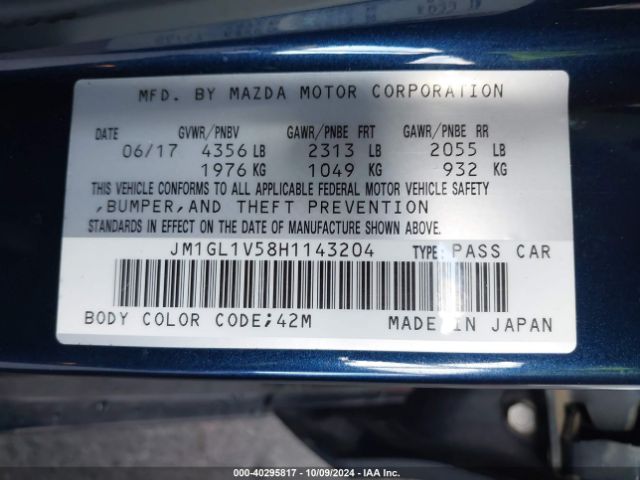 MFD. BY MAZDA MOTOR CORPORATION
DATE GVWR/PNBV GAWR/PNBE FRT GAWR/PNBE RR
06/17 4356 LB 2313 LB 2055 LB
1976 KG 1049 KG 932 KG
THIS VEHICLE CONFORMS TO ALL APPLICABLE FEDERAL MOTOR VEHICLE SAFETY
,BUMPER,AND THEFT PREVENTION
STANDARDS IN EFFECT ON THE DATE OF MANUFACTURE SHOWN ABOVE.
JM1GL1V58H1143204 TYPE: PASS CAR
BODY COLOR CODE;42M MADE IN JAPAN
000-40295817 - 10/09/2024 - IAA Inc.